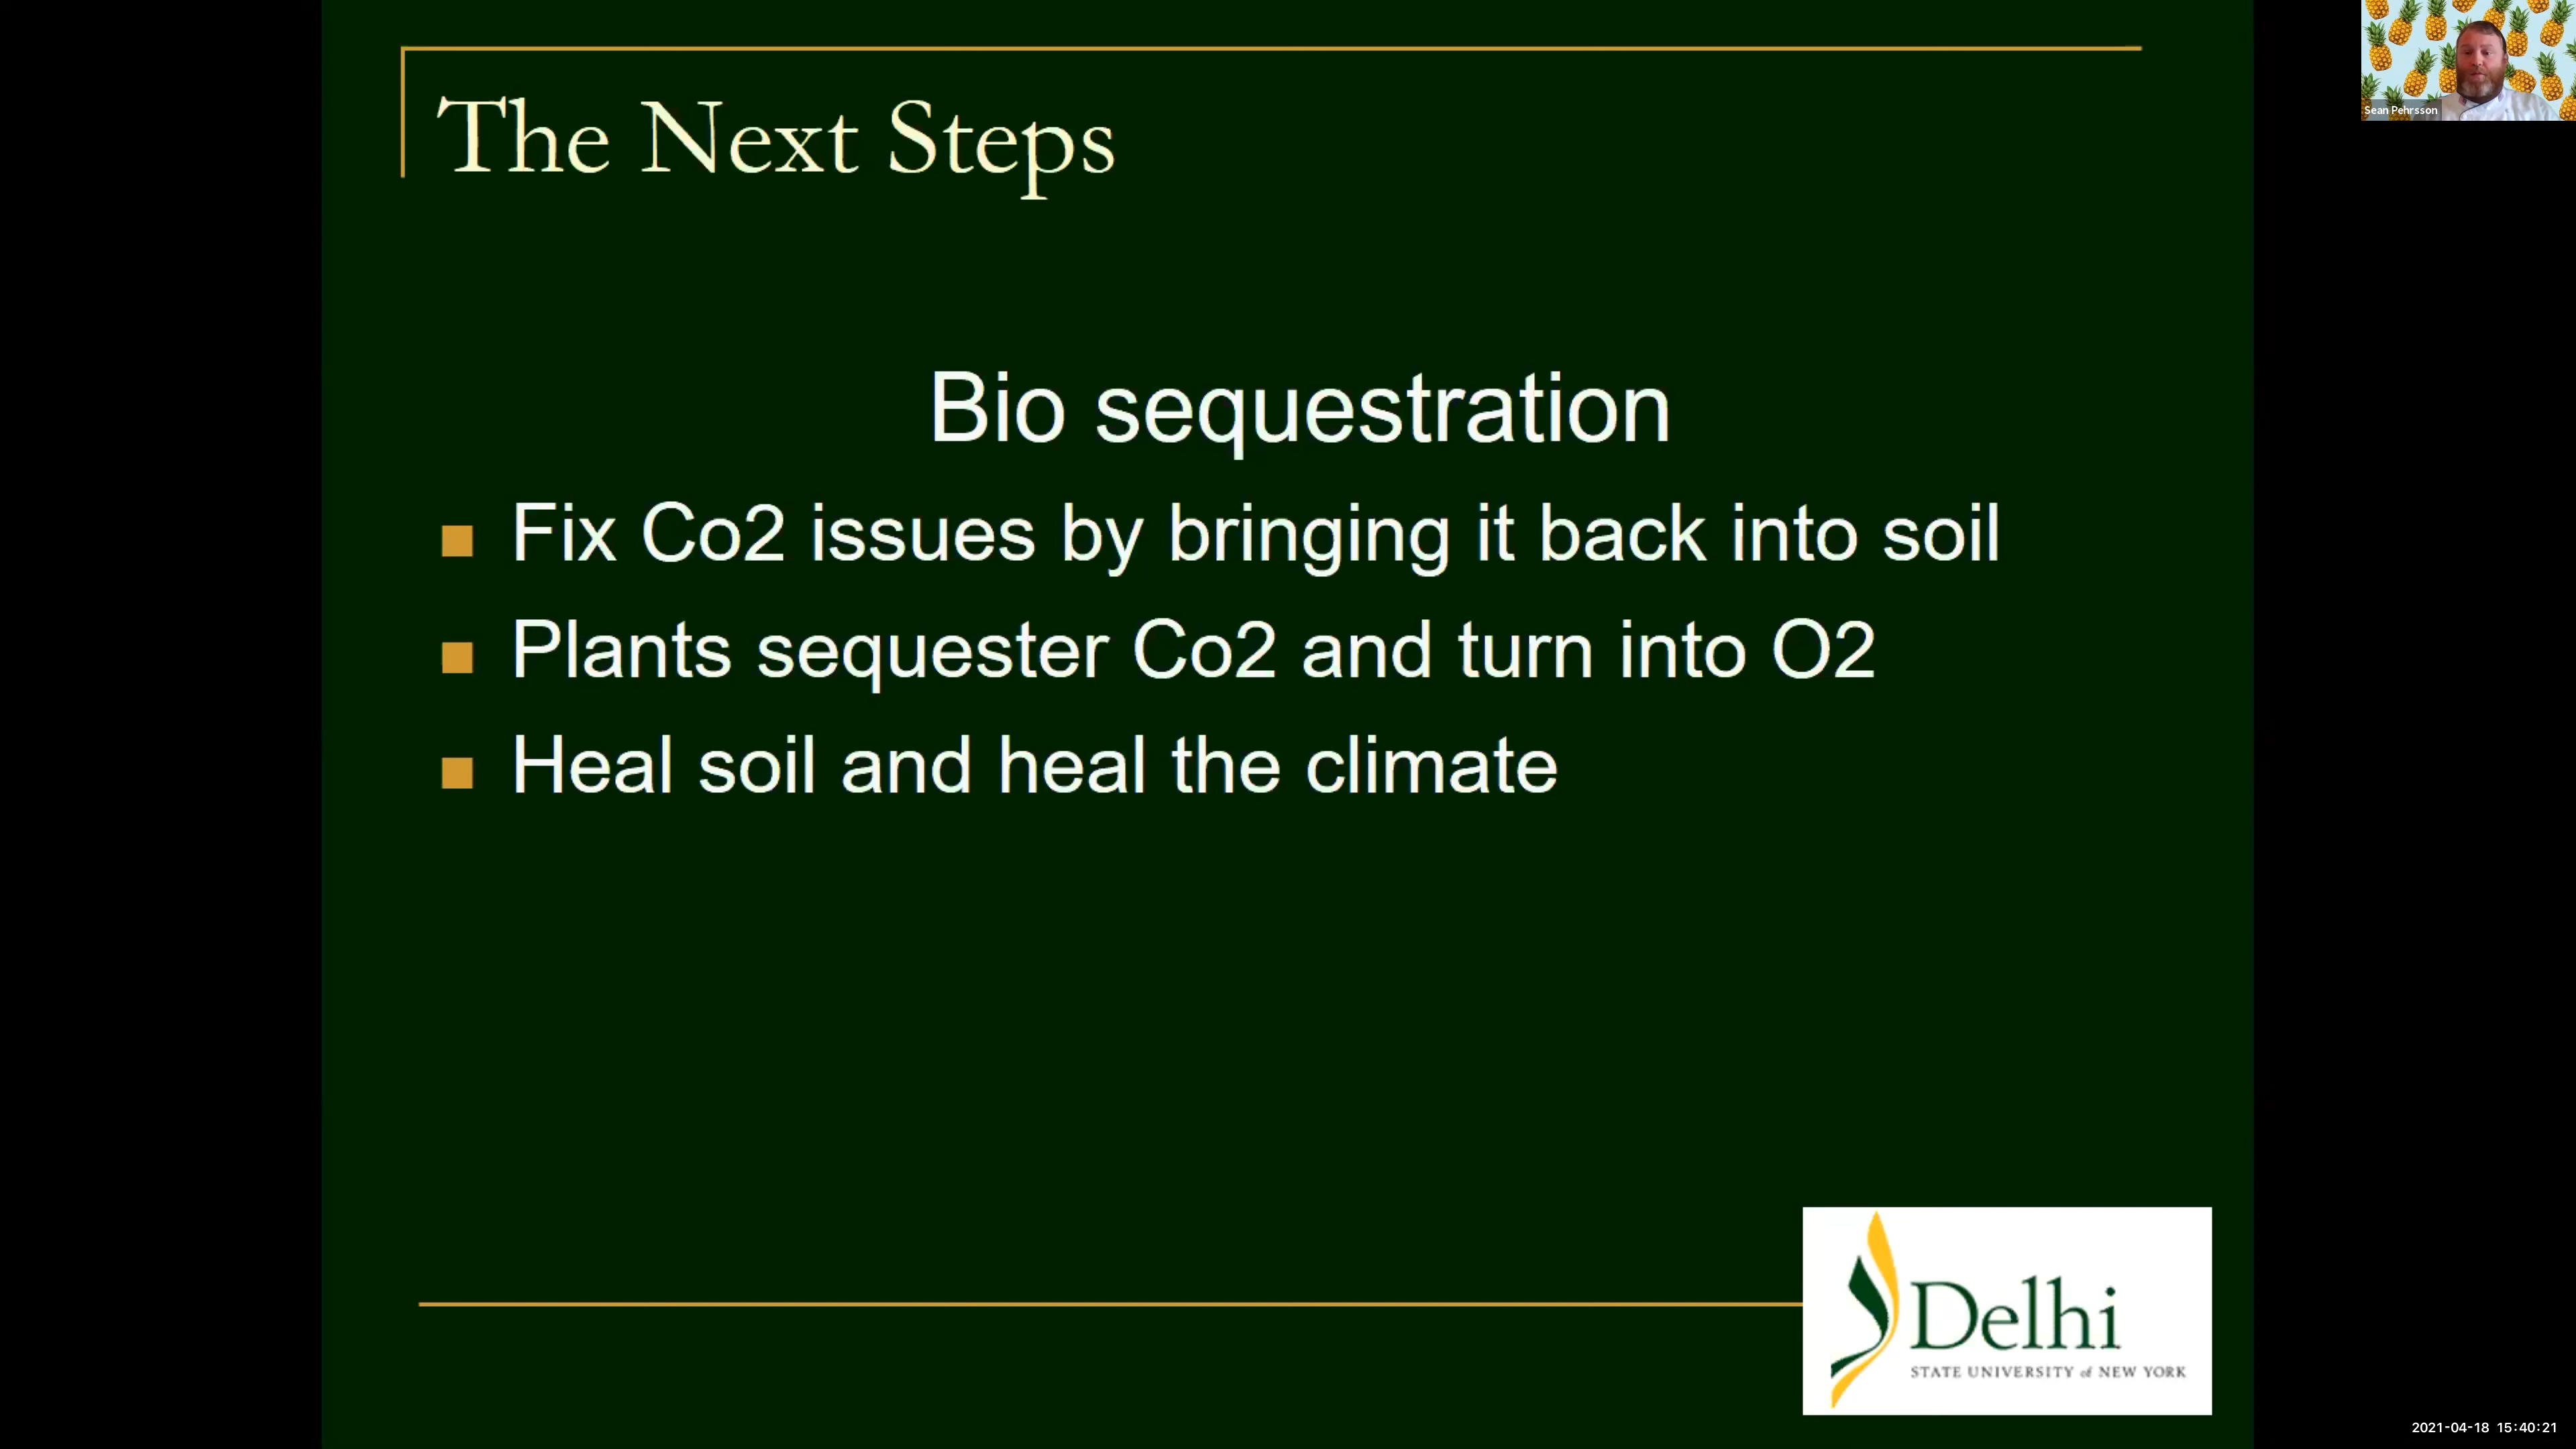 The Next Steps
Sean Pehrsson
Bio sequestration
Fix Co2 issues by bringing it back into soil
Plants sequester Co2 and turn into O2
Heal soil and heal the climate
Delhi
STATE UNIVERSITY of NEW YORK
2021-04-18 15:40:21